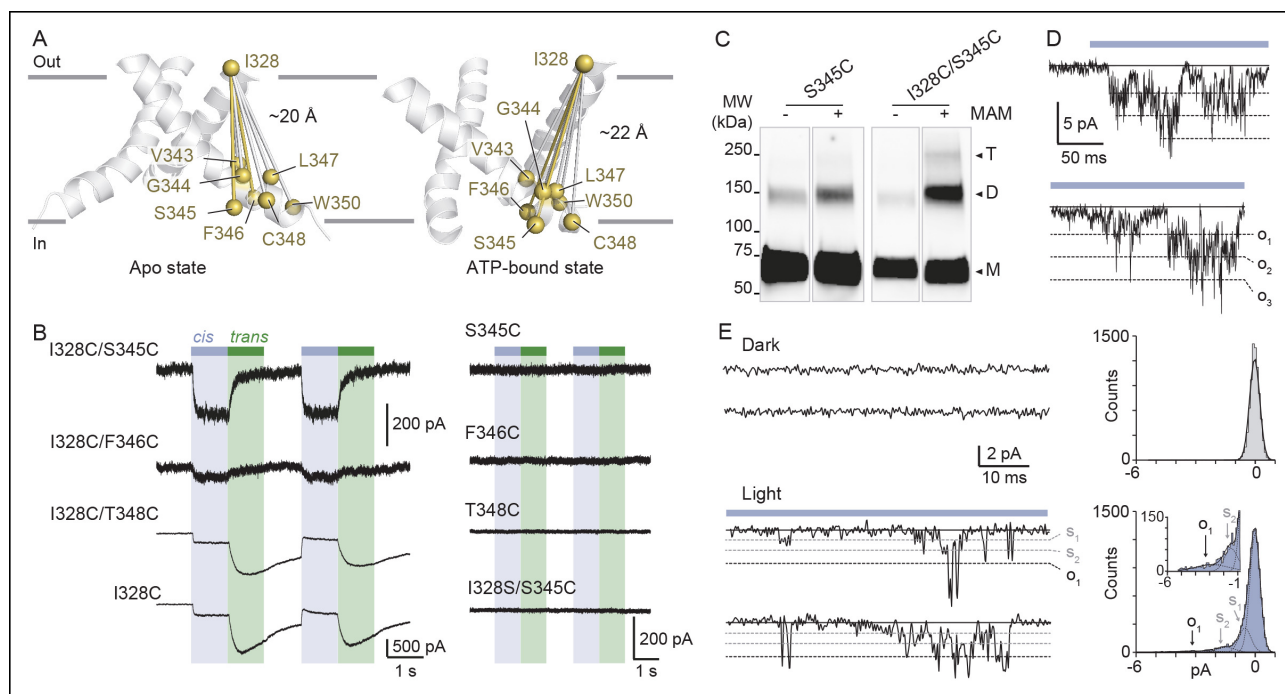 A
Out
I328
I328
G344
~20 Å
~22 Å
V343
V343
L347
L347
G344
F346
W350
W350
S345
F346
C348
S345
C348
In
Apo state
ATP-bound state
B
cis
trans
I328C/S345C
200 pA
I328C/F346C
I328C/T348C
I328C
500 pA
1 s
S345C
F346C
T348C
I328S/S345C
200 pA
1 s
C
S345C
I328C/S345C
MW
(kDa)
- + - + MAM
250
T
150
D
100
75
M
50
D
5 pA
50 ms
O1
O2
O3
E
Dark
2 pA
10 ms
Light
S1
S2
O1
1500
Counts
0
-6
0
1500
150
S2
O1
0
-6
-1
Counts
S1
S2
O1
0
-6
pA
0